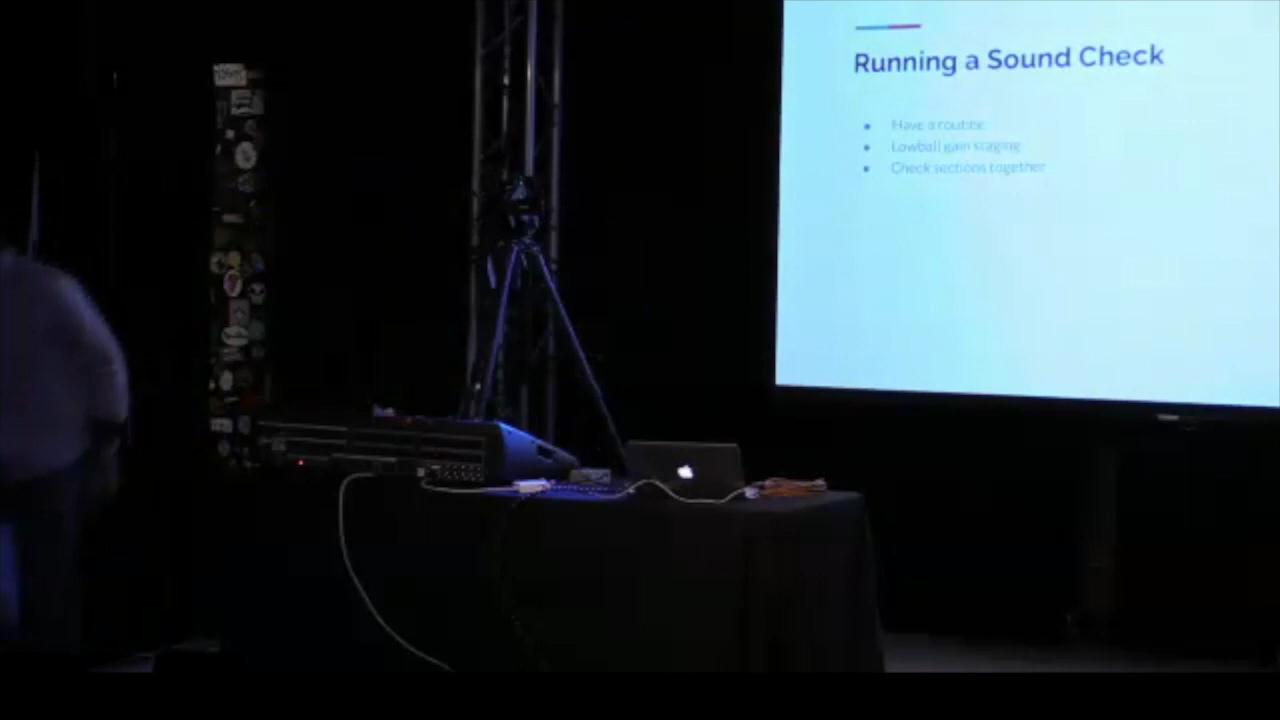 Running a Sound Check
Have a routine
Lowball gain staging
Check sections together